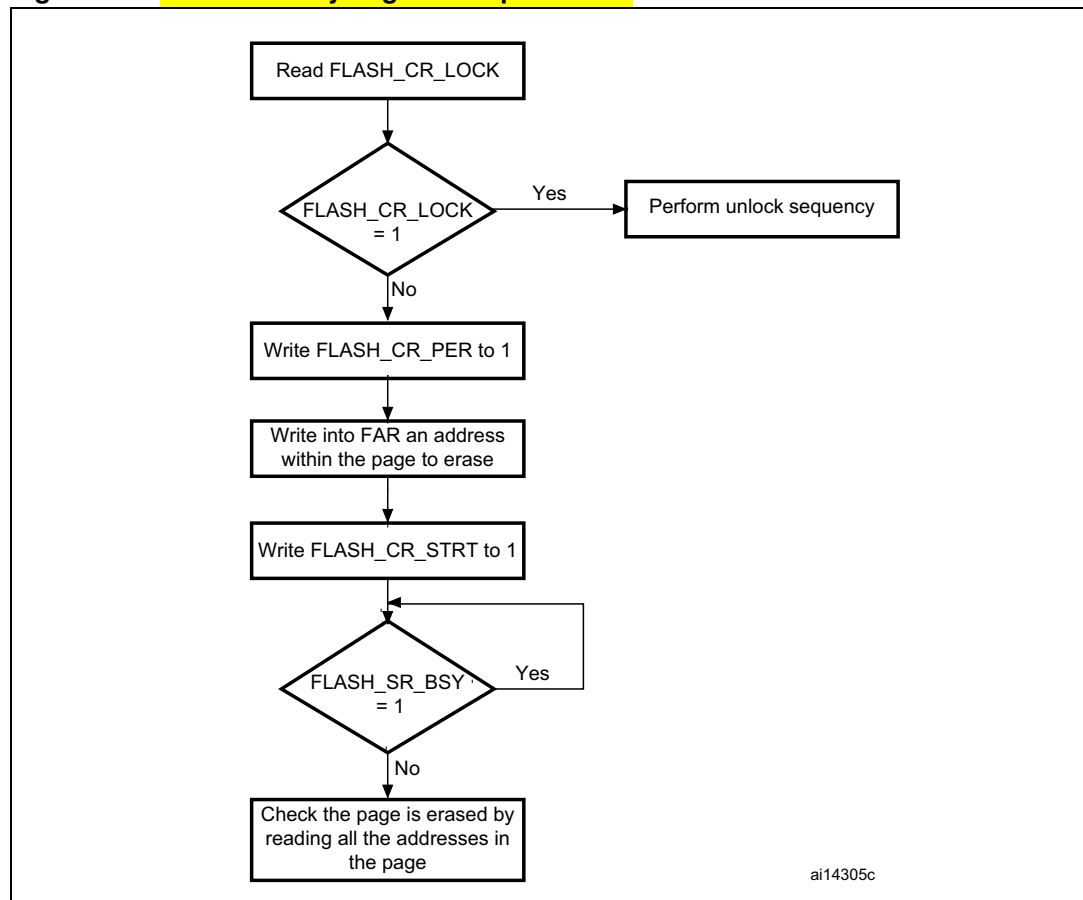 Read FLASH_CR_LOCK
FLASH_CR_LOCK
= 1
Yes
Perform unlock sequency
No
Write FLASH_CR_PER to 1
Write into FAR an address
within the page to erase
Write FLASH_CR_STRT to 1
FLASH_SR_BSY
= 1
Yes
No
Check the page is erased by
reading all the addresses in
the page
ai14305c